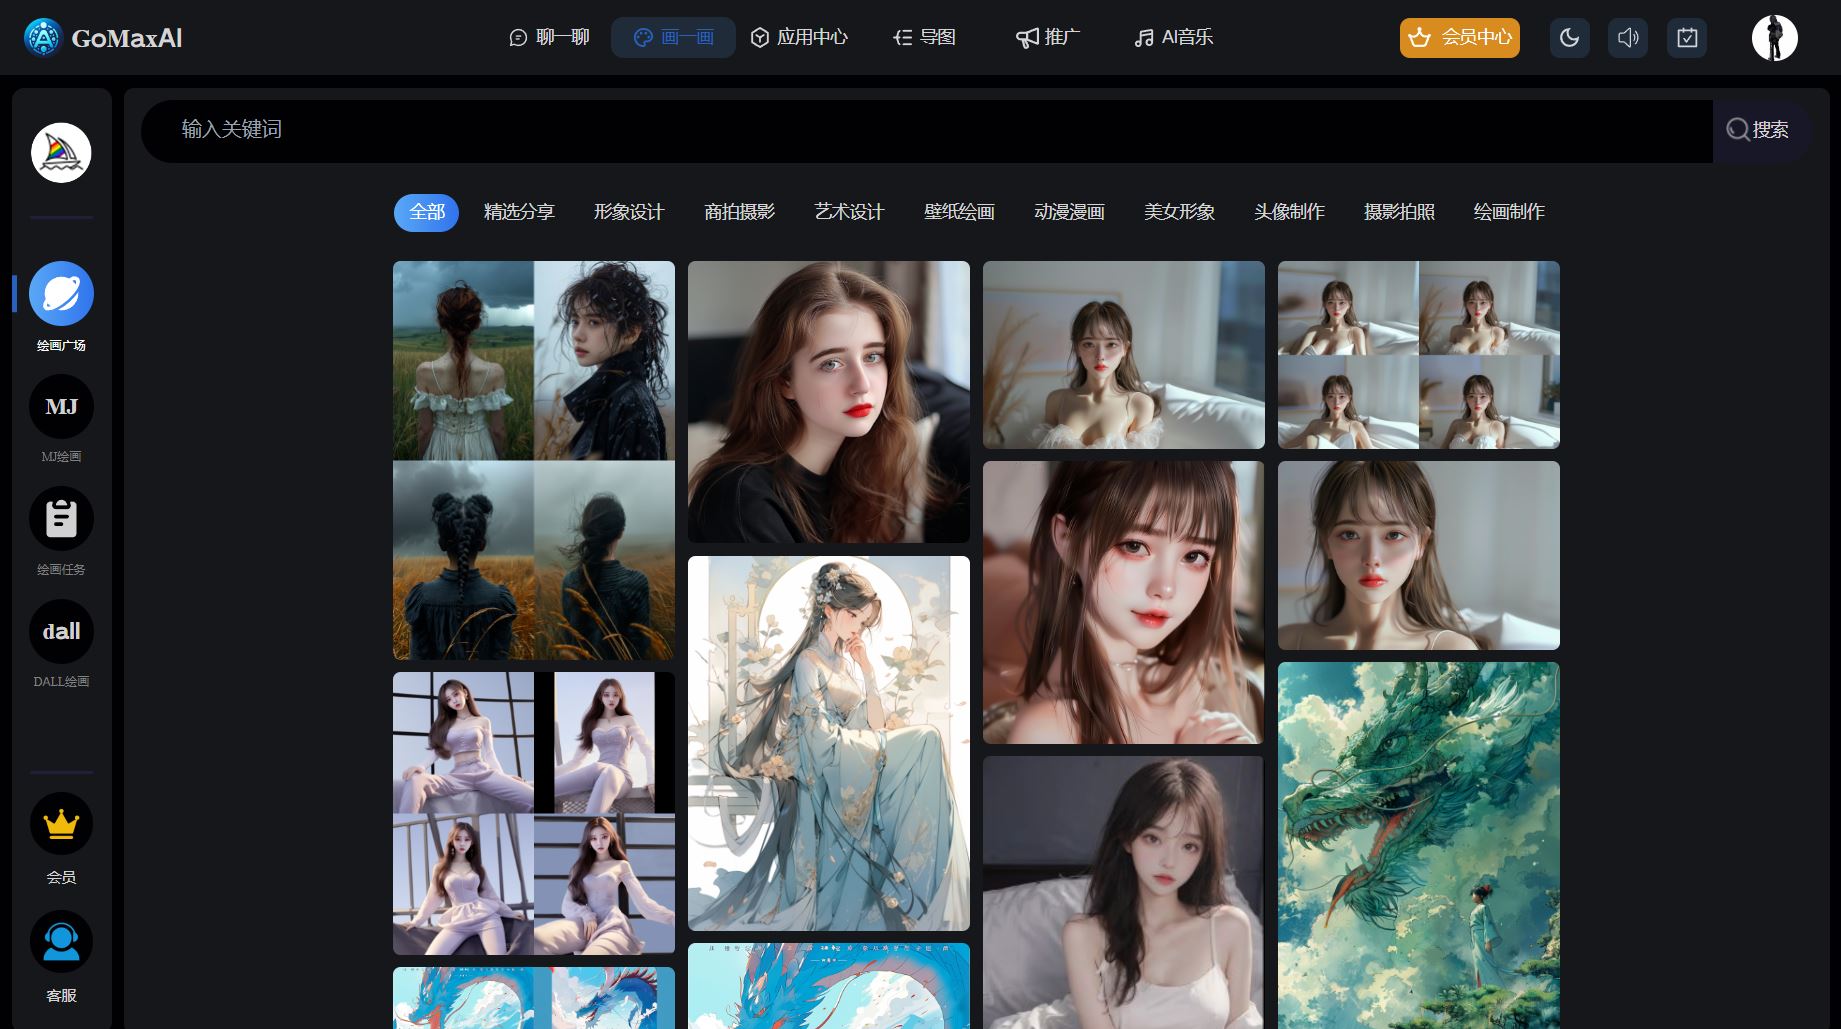 GoMaxAI
聊一聊
画一画
应用中心
导图
推广
AI音乐
会员中心
输入关键词
搜索
全部
精选分享
形象设计
商拍摄影
艺术设计
壁纸绘画
动漫漫画
美女形象
头像制作
摄影拍照
绘画制作
绘画广场
MJ
MJ绘画
绘画任务
dall
DALL绘画
会员
客服